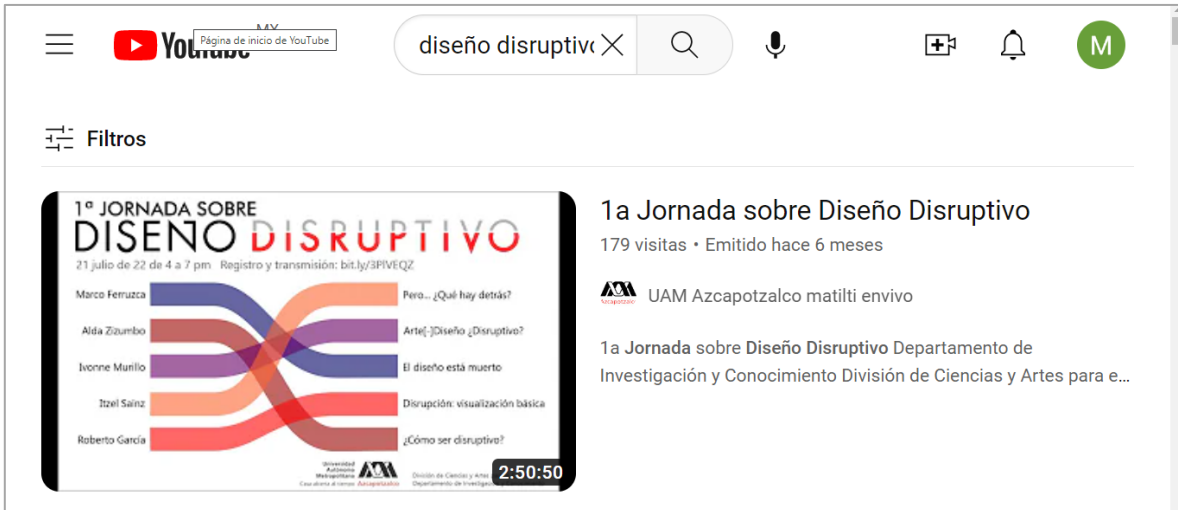 MX
YouTube
Página de inicio de YouTube
diseño disruptiv
M
Filtros
1ª JORNADA SOBRE
DISEÑO DISRUPTIVO
21 julio de 22 de 4 a 7 pm Registro y transmisión: bit.ly/3PlVEQZ
Marco Ferruzca
Pero... ¿Qué hay detrás?
Alda Zizumbo
Arte[-]Diseño ¿Disruptivo?
Ivonne Murillo
El diseño está muerto
Itzel Sainz
Disrupción: visualización básica
Roberto García
¿Cómo ser disruptivo?
Universidad
Autónoma
Metropolitana
Casa abierta al tiempo Azcapotzalco
División de Ciencias y Artes
Departamento de
2:50:50
1a Jornada sobre Diseño Disruptivo
179 visitas • Emitido hace 6 meses
Azcapotzalco
UAM Azcapotzalco matilti envivo
1a Jornada sobre Diseño Disruptivo Departamento de
Investigación y Conocimiento División de Ciencias y Artes para e...